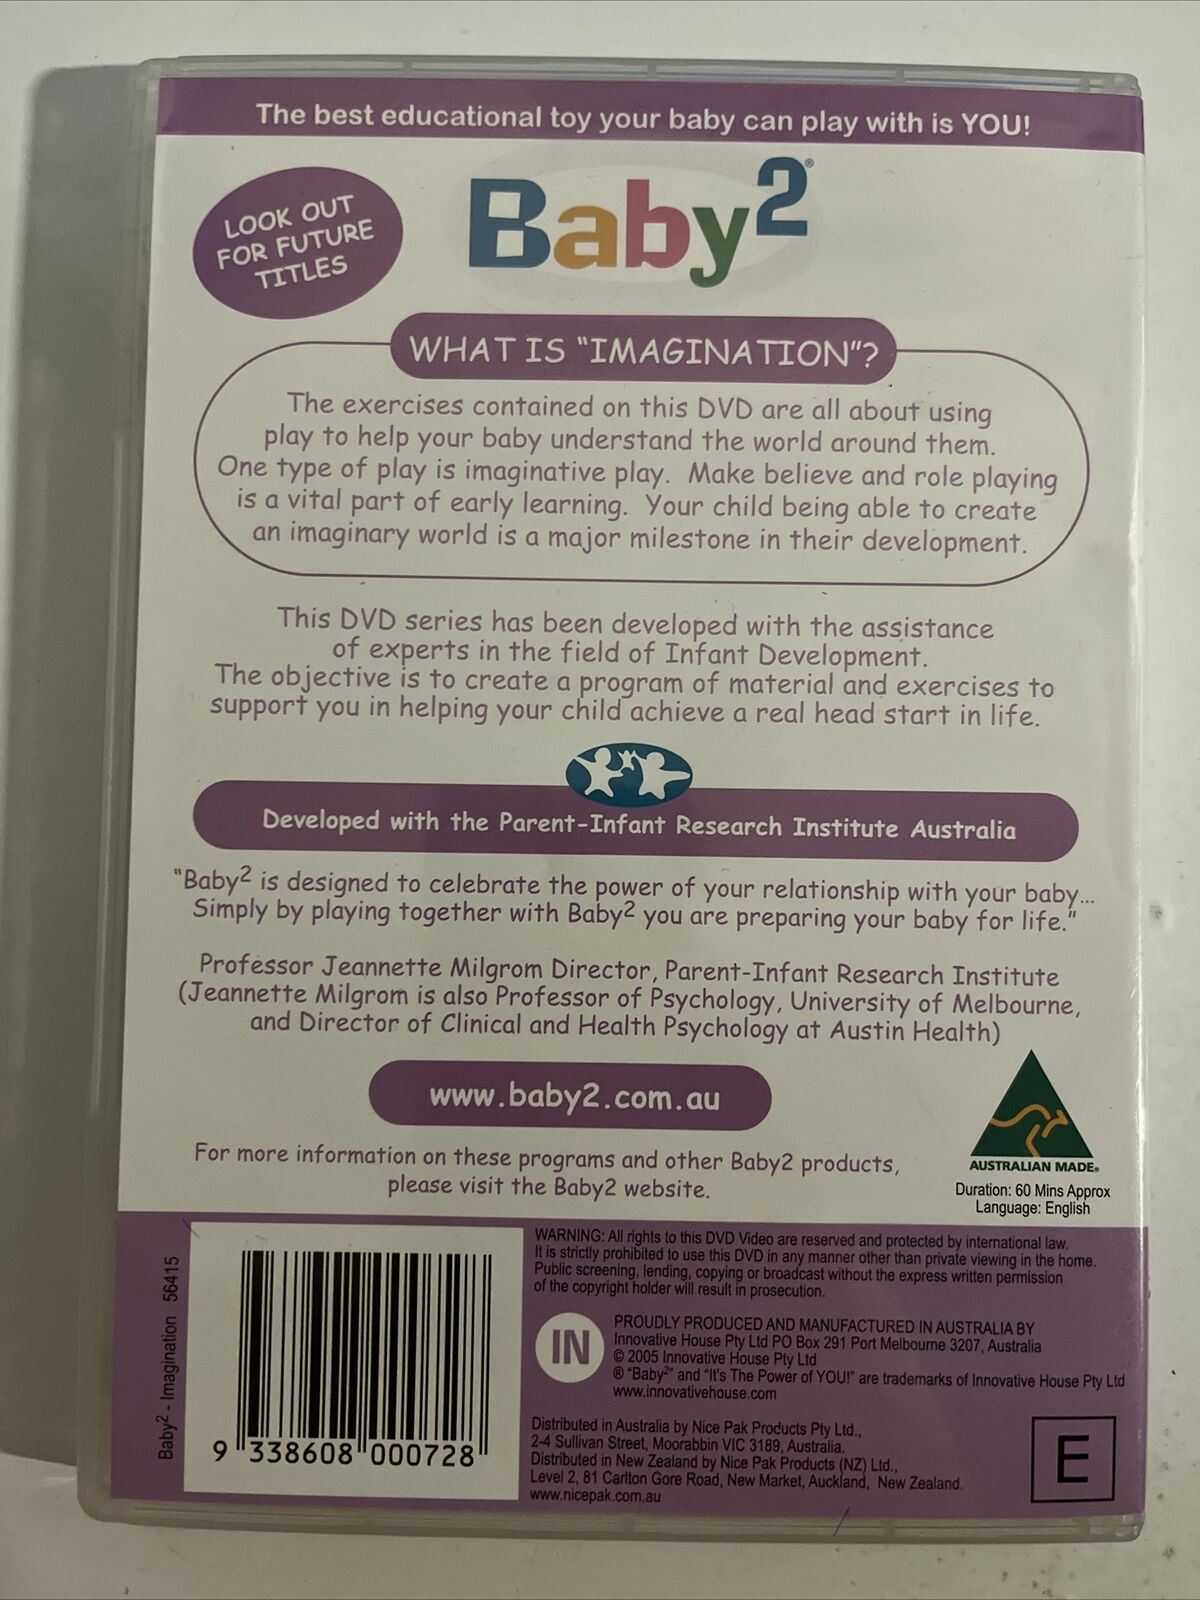 The best educational toy your baby can play with is YOU!
LOOK OUT
FOR FUTURE
TITLES
Baby2®
WHAT IS "IMAGINATION"?
The exercises contained on this DVD are all about using
play to help your baby understand the world around them.
One type of play is imaginative play. Make believe and role playing
is a vital part of early learning. Your child being able to create
an imaginary world is a major milestone in their development.
This DVD series has been developed with the assistance
of experts in the field of Infant Development.
The objective is to create a program of material and exercises to
support you in helping your child achieve a real head start in life.
Developed with the Parent-Infant Research Institute Australia
"Baby2 is designed to celebrate the power of your relationship with your baby...
Simply by playing together with Baby2 you are preparing your baby for life."
Professor Jeannette Milgrom Director, Parent-Infant Research Institute
(Jeannette Milgrom is also Professor of Psychology, University of Melbourne,
and Director of Clinical and Health Psychology at Austin Health)
www.baby2.com.au
For more information on these programs and other Baby2 products,
please visit the Baby2 website.
AUSTRALIAN MADE®
Duration: 60 Mins Approx
Language: English
Baby2 - Imagination 56415
9 338608 000728
WARNING: All rights to this DVD Video are reserved and protected by international law.
It is strictly prohibited to use this DVD in any manner other than private viewing in the home.
Public screening, lending, copying or broadcast without the express written permission
of the copyright holder will result in prosecution.
IN
PROUDLY PRODUCED AND MANUFACTURED IN AUSTRALIA BY
Innovative House Pty Ltd PO Box 291 Port Melbourne 3207, Australia
© 2005 Innovative House Pty Ltd
® "Baby2" and "It's The Power of YOU!" are trademarks of Innovative House Pty Ltd
www.innovativehouse.com
Distributed in Australia by Nice Pak Products Pty Ltd.,
2-4 Sullivan Street, Moorabbin VIC 3189, Australia.
Distributed in New Zealand by Nice Pak Products (NZ) Ltd.,
Level 2, 81 Carlton Gore Road, New Market, Auckland, New Zealand.
www.nicepak.com.au
E